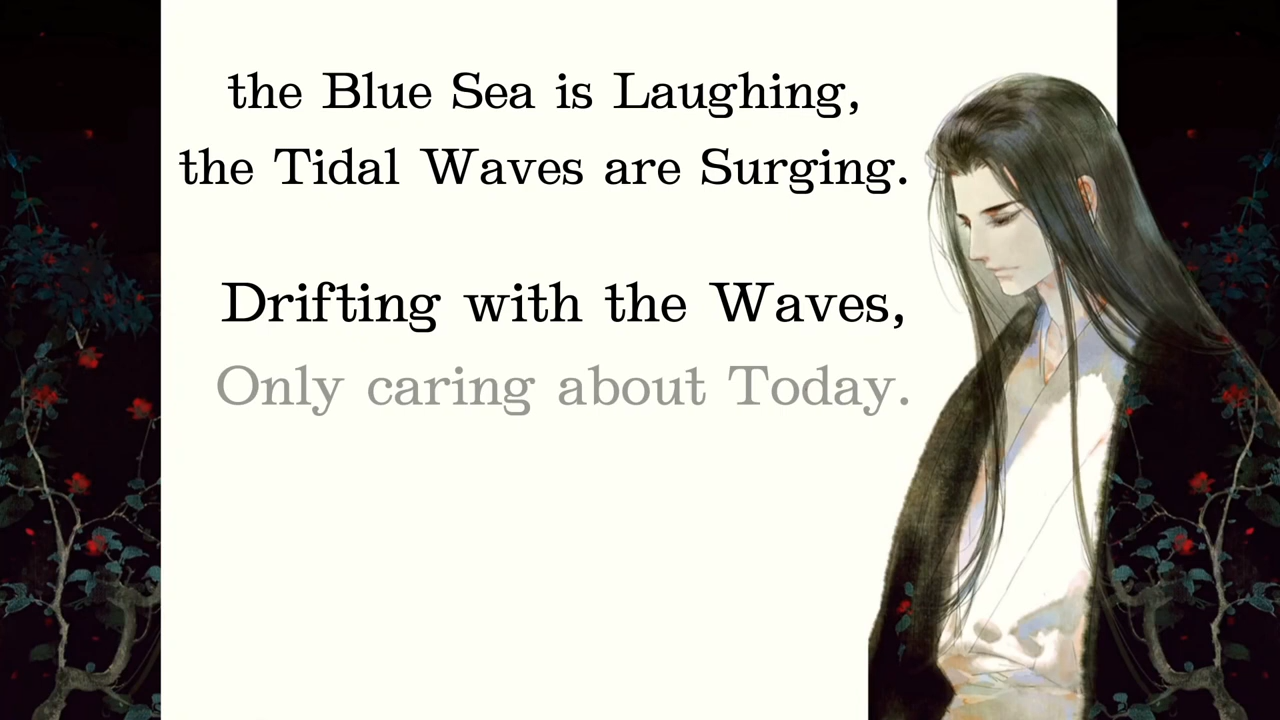 the Blue Sea is Laughing,
the Tidal Waves are Surging.
Drifting with the Waves,
Only caring about Today.